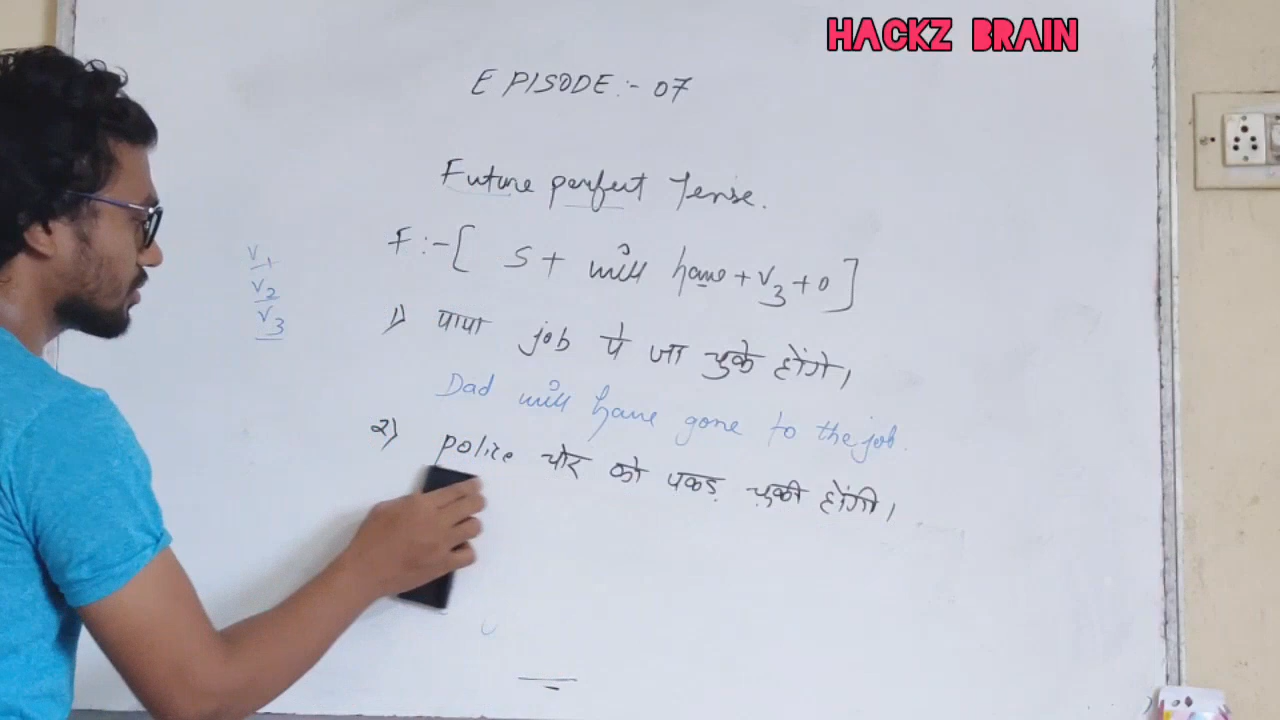 HACKZ BRAIN
EPISODE:- 07
Future perfect Tense.
F:-[ S + will have + V3 + O ]
V1
V2
V3
1) पापा job पे जा चुके होंगे।
Dad will have gone to the job.
२) police चोर को पकड़ चुकी होंगी।